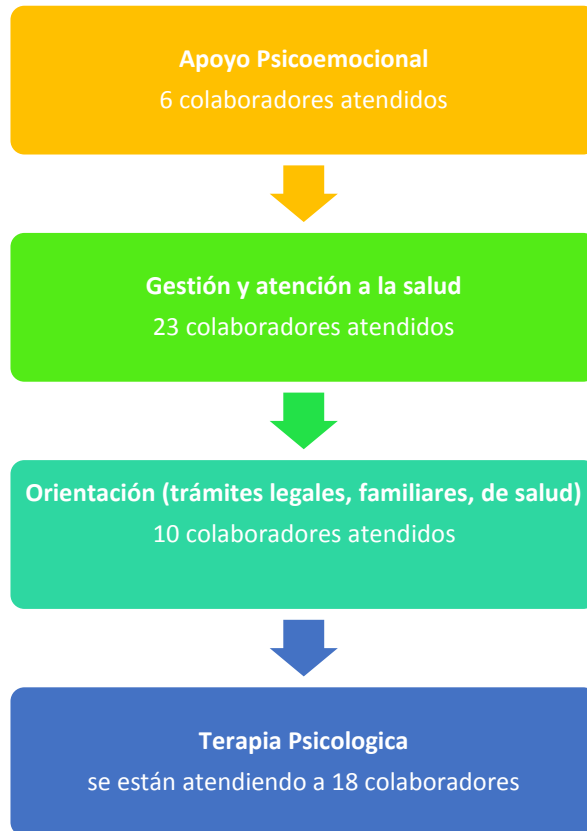 Apoyo Psicoemocional
6 colaboradores atendidos
Gestión y atención a la salud
23 colaboradores atendidos
Orientación (trámites legales, familiares, de salud)
10 colaboradores atendidos
Terapia Psicologica
se están atendiendo a 18 colaboradores